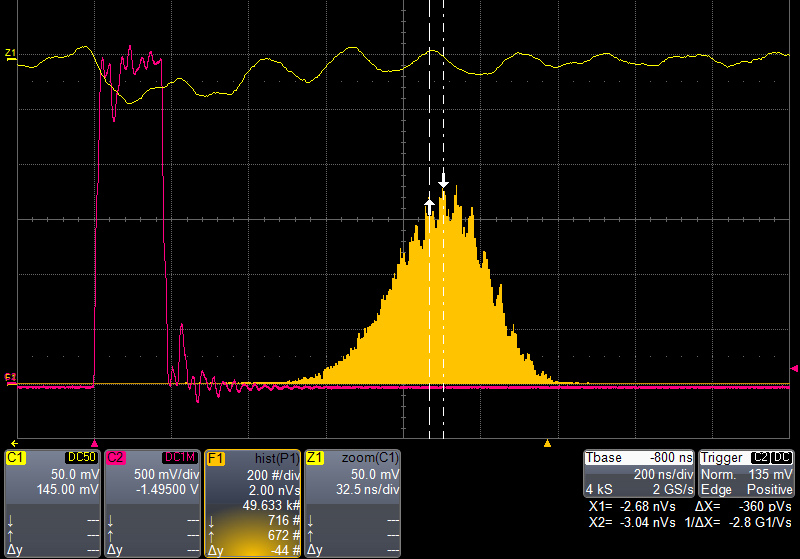 Z1
F1
C1 DC50
50.0 mV
145.00 mV
↓ ---
↑ ---
Δy ---
C2 DC1M
500 mV/div
-1.49500 V
↓ ---
↑ ---
Δy ---
F1 hist(P1)
200 #/div
2.00 nVs
49.633 k#
↓ 716 #
↑ 672 #
Δy -44 #
Z1 zoom(C1)
50.0 mV
32.5 ns/div
↓ ---
↑ ---
Δy ---
Tbase -800 ns
200 ns/div
4 kS 2 GS/s
Trigger C2 DC
Norm. 135 mV
Edge Positive
X1= -2.68 nVs ΔX= -360 pVs
X2= -3.04 nVs 1/ΔX= -2.8 G1/Vs